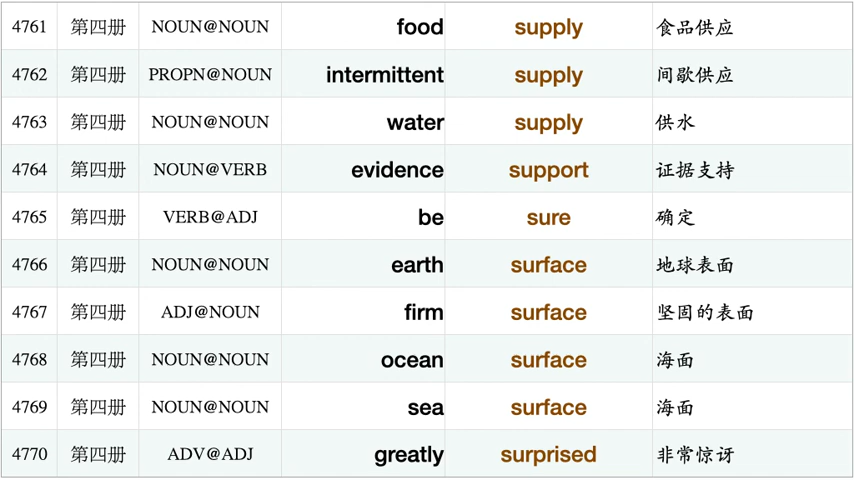 4761 第四册 NOUN@NOUN food supply 食品供应
4762 第四册 PROPN@NOUN intermittent supply 间歇供应
4763 第四册 NOUN@NOUN water supply 供水
4764 第四册 NOUN@VERB evidence support 证据支持
4765 第四册 VERB@ADJ be sure 确定
4766 第四册 NOUN@NOUN earth surface 地球表面
4767 第四册 ADJ@NOUN firm surface 坚固的表面
4768 第四册 NOUN@NOUN ocean surface 海面
4769 第四册 NOUN@NOUN sea surface 海面
4770 第四册 ADV@ADJ greatly surprised 非常惊讶